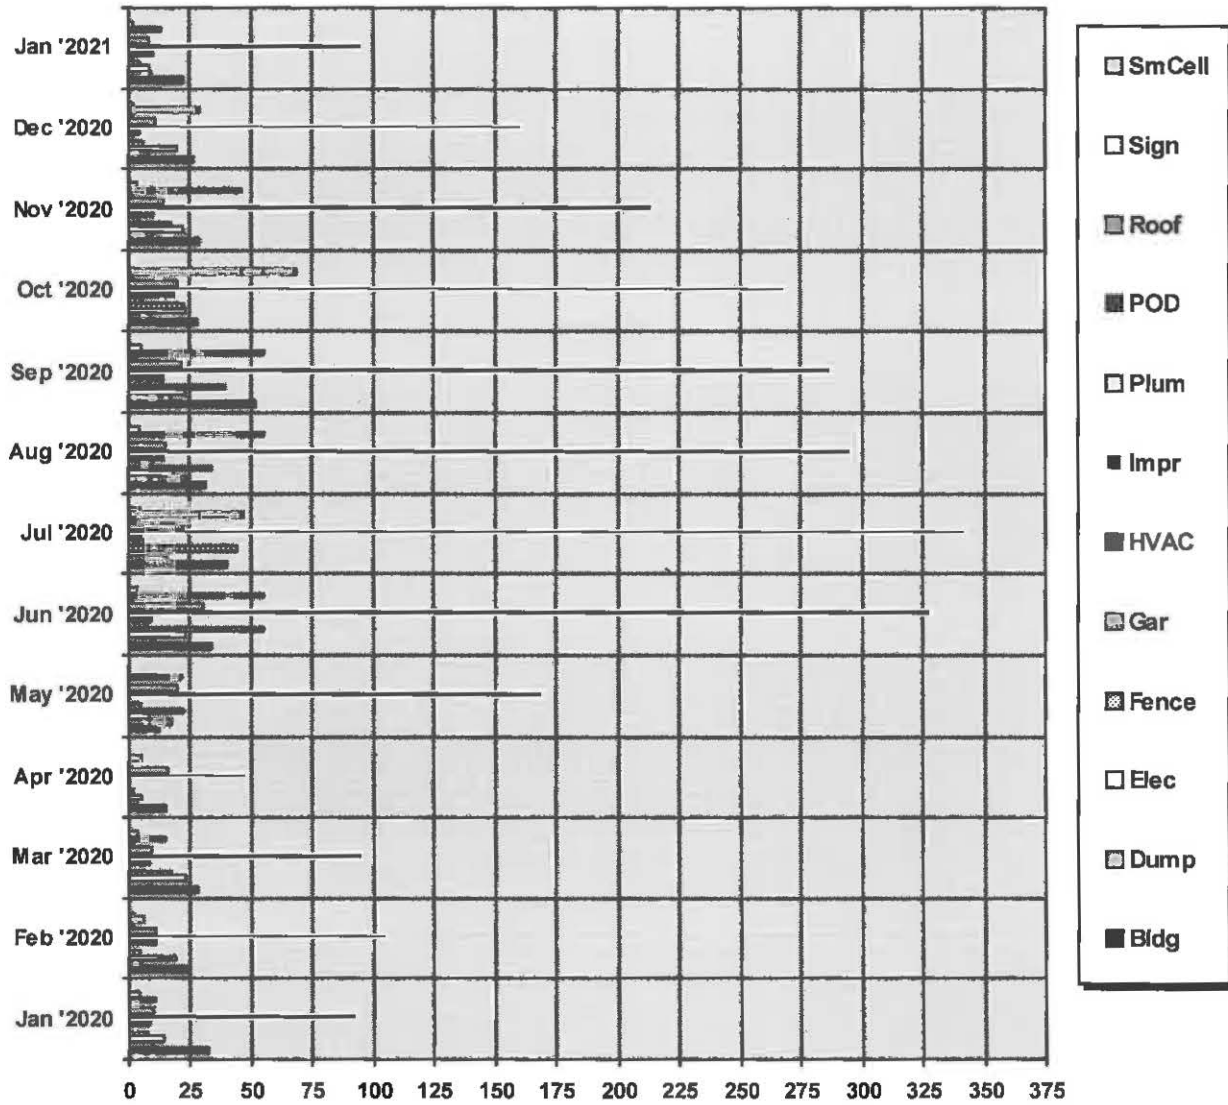 Jan '2021
Dec '2020
Nov '2020
Oct '2020
Sep '2020
Aug '2020
Jul '2020
Jun '2020
May '2020
Apr '2020
Mar '2020
Feb '2020
Jan '2020
0 25 50 75 100 125 150 175 200 225 250 275 300 325 350 375
SmCell
Sign
Roof
POD
Plum
Impr
HVAC
Gar
Fence
Elec
Dump
Bldg